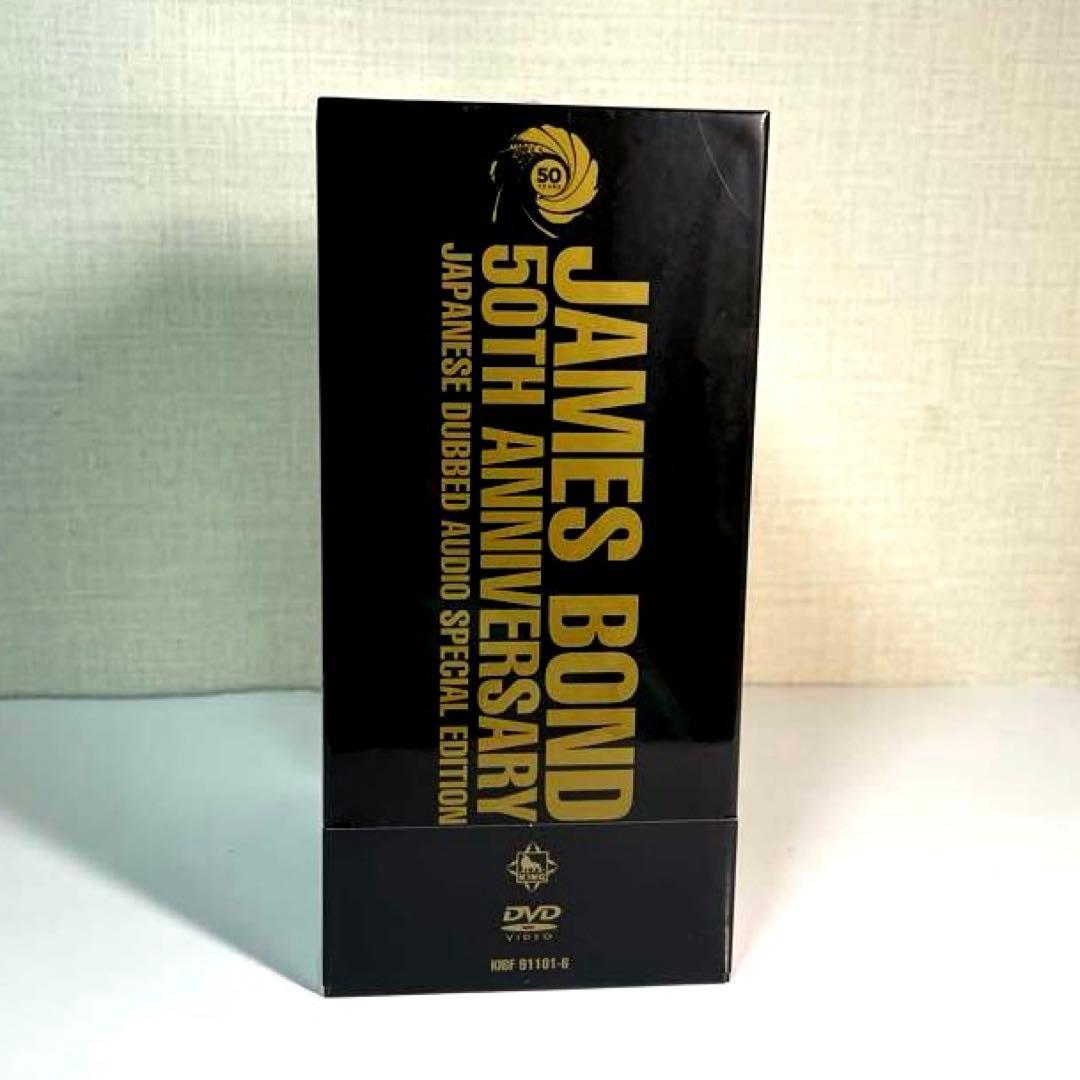 50
YEARS
JAMES BOND
50TH ANNIVERSARY
JAPANESE DUBBED AUDIO SPECIAL EDITION
KING
DVD
VIDEO
KIBF 91101-6